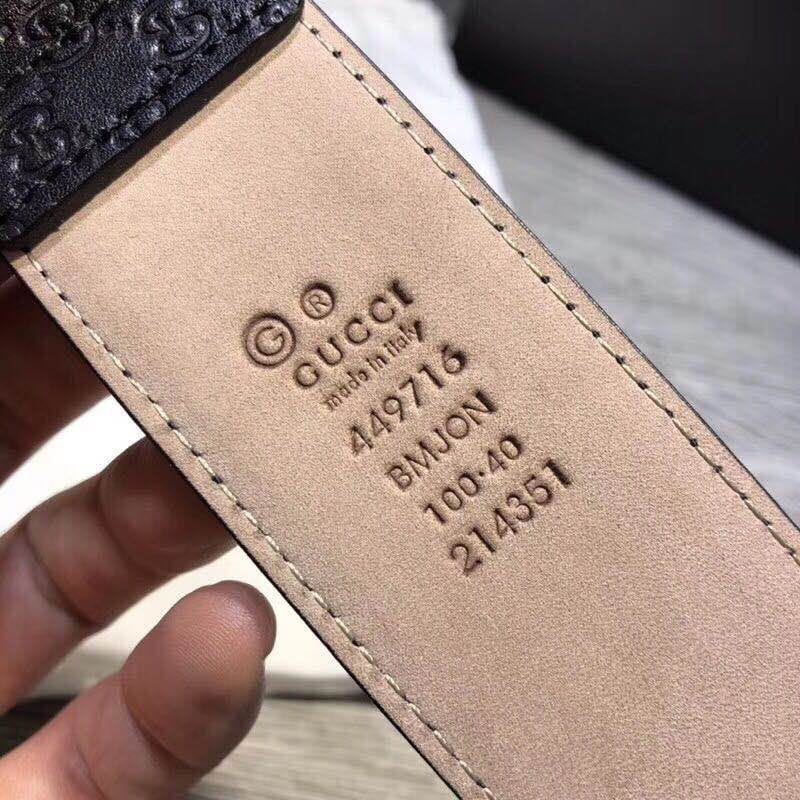 G ®
GUCCI
made in italy
449716
BMJON
100·40
214351